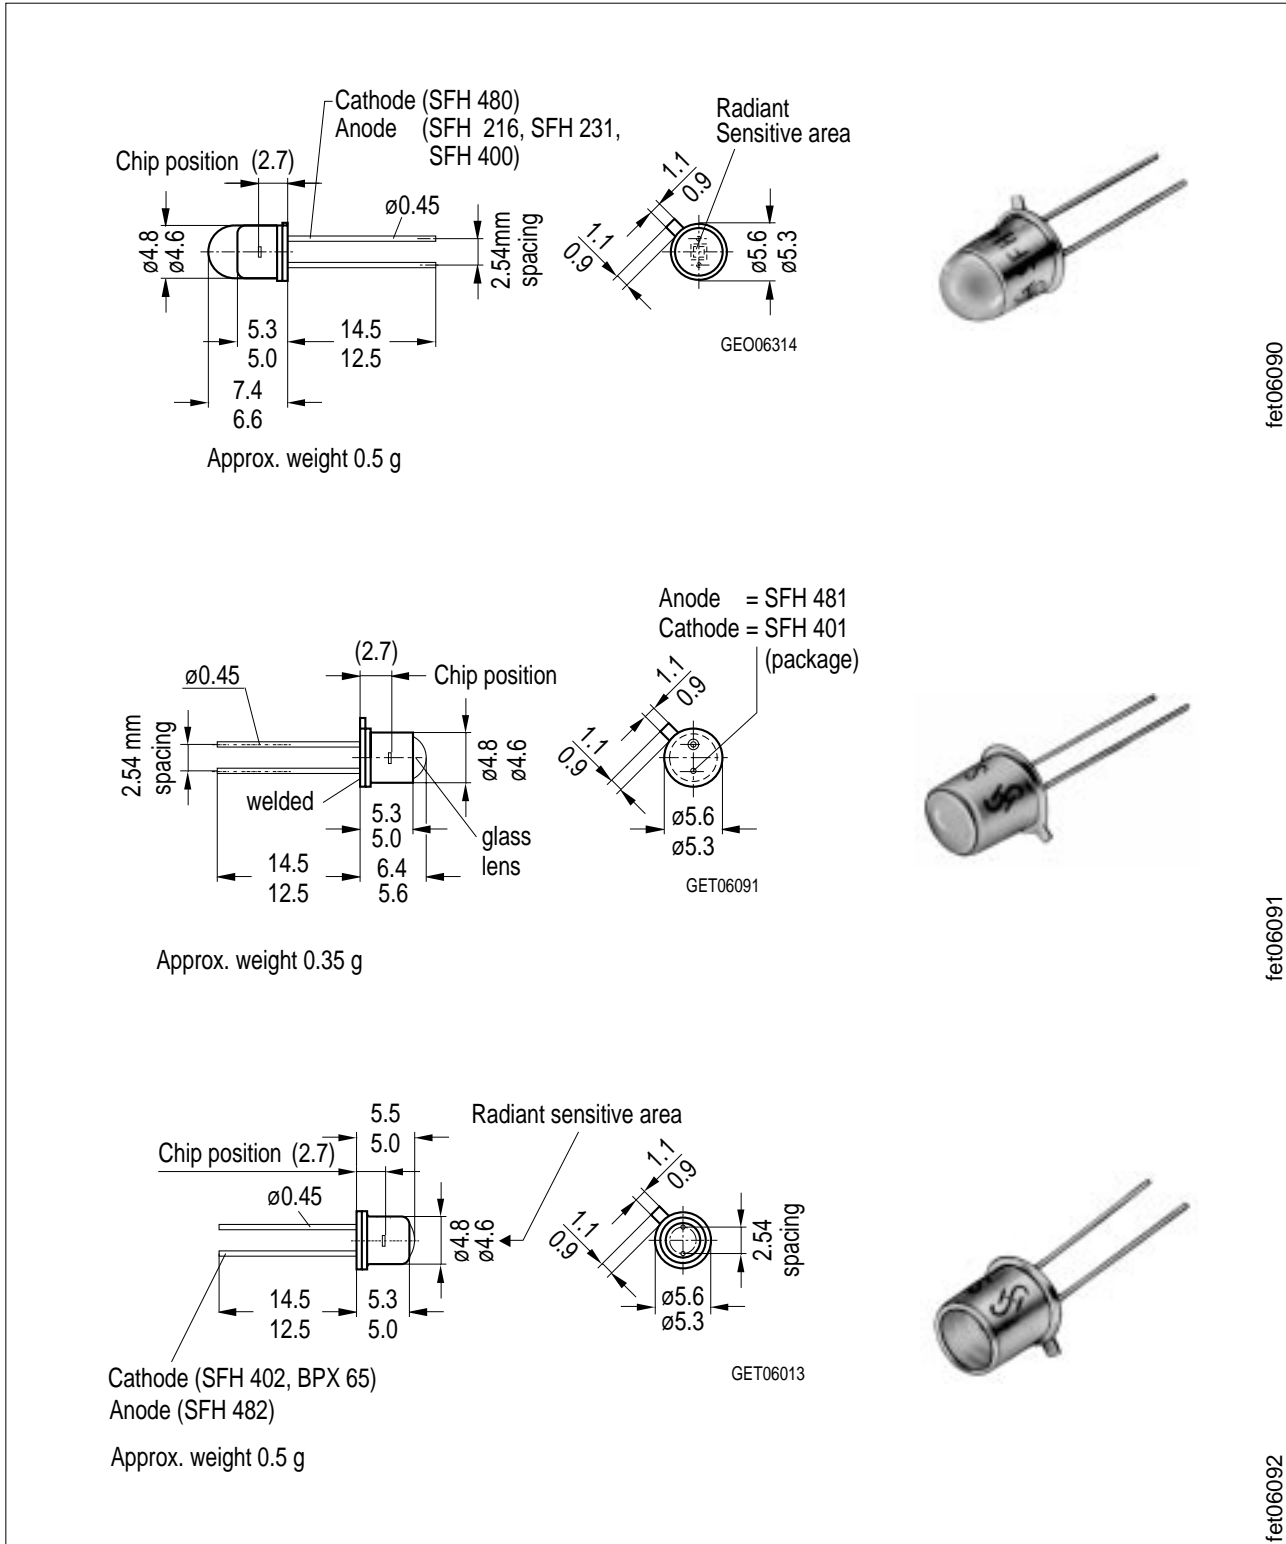 Cathode (SFH 480)
Anode (SFH 216, SFH 231,
SFH 400)
Chip position (2.7)
ø0.45
ø4.8
ø4.6
2.54mm
spacing
5.3
5.0
14.5
12.5
7.4
6.6
Approx. weight 0.5 g
Radiant
Sensitive area
1.1
0.9
1.1
0.9
ø5.6
ø5.3
GEO06314
fet06090
Anode = SFH 481
Cathode = SFH 401
(package)
(2.7)
Chip position
ø0.45
2.54 mm
spacing
welded
ø4.8
ø4.6
5.3
5.0
glass
lens
14.5
12.5
6.4
5.6
1.1
0.9
1.1
0.9
ø5.6
ø5.3
GET06091
Approx. weight 0.35 g
fet06091
5.5
5.0
Radiant sensitive area
Chip position (2.7)
ø0.45
ø4.8
ø4.6
14.5
12.5
5.3
5.0
1.1
0.9
1.1
0.9
2.54
spacing
ø5.6
ø5.3
GET06013
Cathode (SFH 402, BPX 65)
Anode (SFH 482)
Approx. weight 0.5 g
fet06092